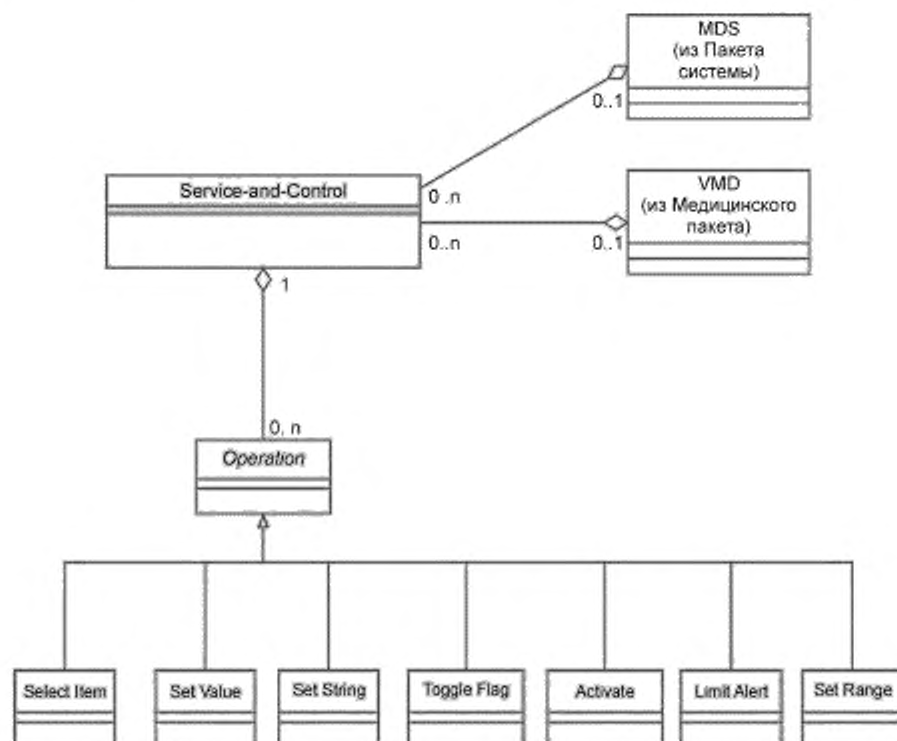 MDS
(из Пакета
системы)
0..1
Service-and-Control
0 .n
VMD
(из Медицинского
пакета)
0..n
0..1
1
0, n
Operation
Select Item
Set Value
Set String
Toggle Flag
Activate
Limit Alert
Set Range